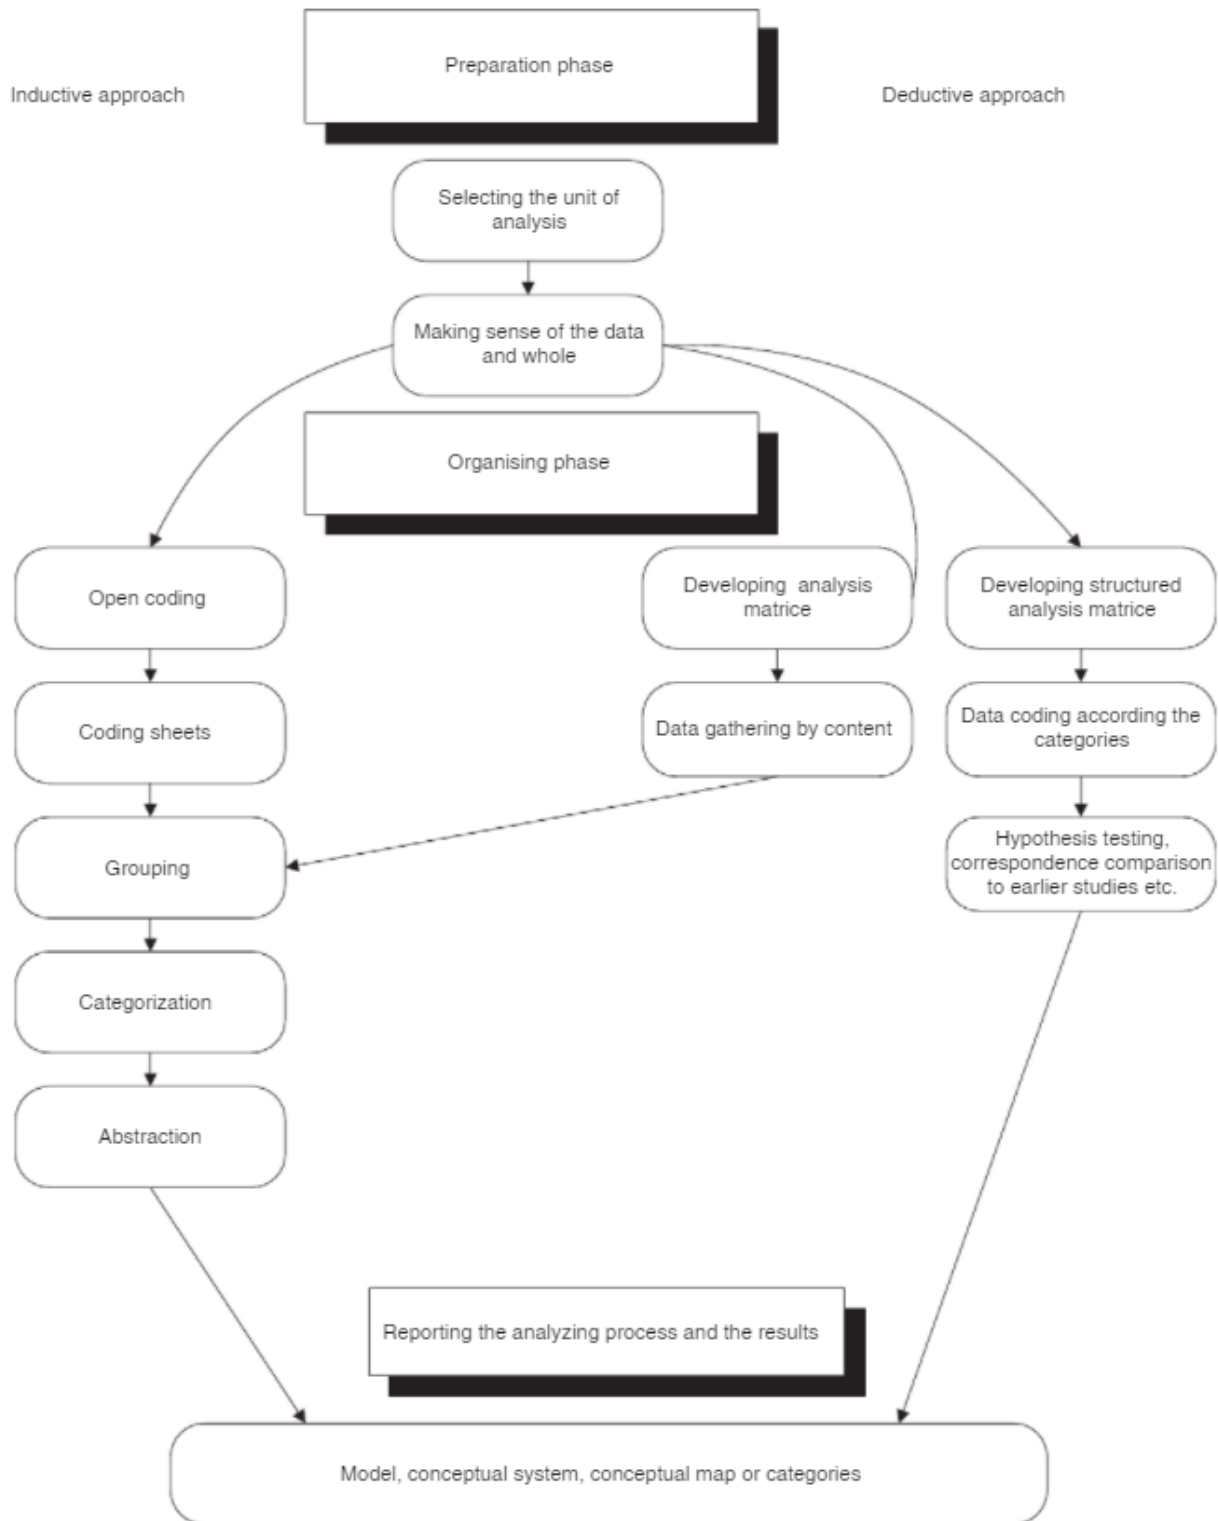 Preparation phase
Inductive approach
Deductive approach
Selecting the unit of
analysis
Making sense of the data
and whole
Organising phase
Open coding
Developing analysis
matrice
Developing structured
analysis matrice
Coding sheets
Data gathering by content
Data coding according the
categories
Grouping
Hypothesis testing,
correspondence comparison
to earlier studies etc.
Categorization
Abstraction
Reporting the analyzing process and the results
Model, conceptual system, conceptual map or categories